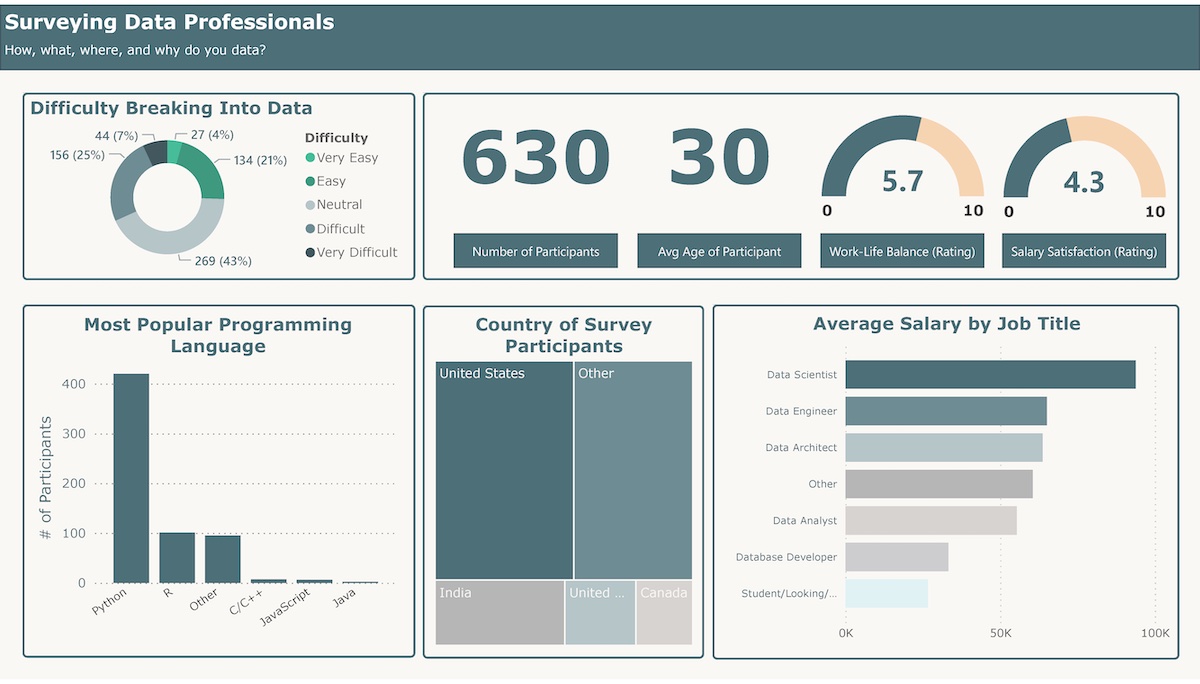 Surveying Data Professionals
How, what, where, and why do you data?
Difficulty Breaking Into Data
44 (7%)
27 (4%)
156 (25%)
134 (21%)
269 (43%)
Difficulty
Very Easy
Easy
Neutral
Difficult
Very Difficult
630
Number of Participants
30
Avg Age of Participant
5.7
0
10
Work-Life Balance (Rating)
4.3
0
10
Salary Satisfaction (Rating)
Most Popular Programming
Language
# of Participants
400
300
200
100
0
Python
R
Other
C/C++
JavaScript
Java
Country of Survey
Participants
United States
Other
India
United ...
Canada
Average Salary by Job Title
Data Scientist
Data Engineer
Data Architect
Other
Data Analyst
Database Developer
Student/Looking/...
0K
50K
100K